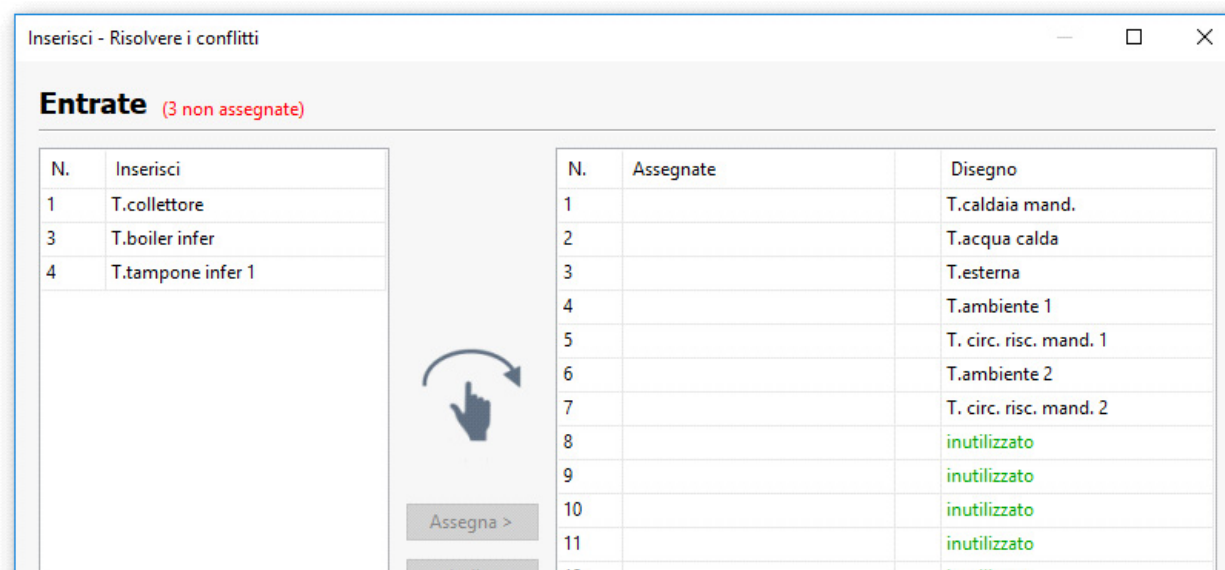 Inserisci - Risolvere i conflitti
Entrate (3 non assegnate)
N. Inserisci
1 T.collettore
3 T.boiler infer
4 T.tampone infer 1
Assegna >
N. Assegnate Disegno
1 T.caldaia mand.
2 T.acqua calda
3 T.esterna
4 T.ambiente 1
5 T. circ. risc. mand. 1
6 T.ambiente 2
7 T. circ. risc. mand. 2
8 inutilizzato
9 inutilizzato
10 inutilizzato
11 inutilizzato